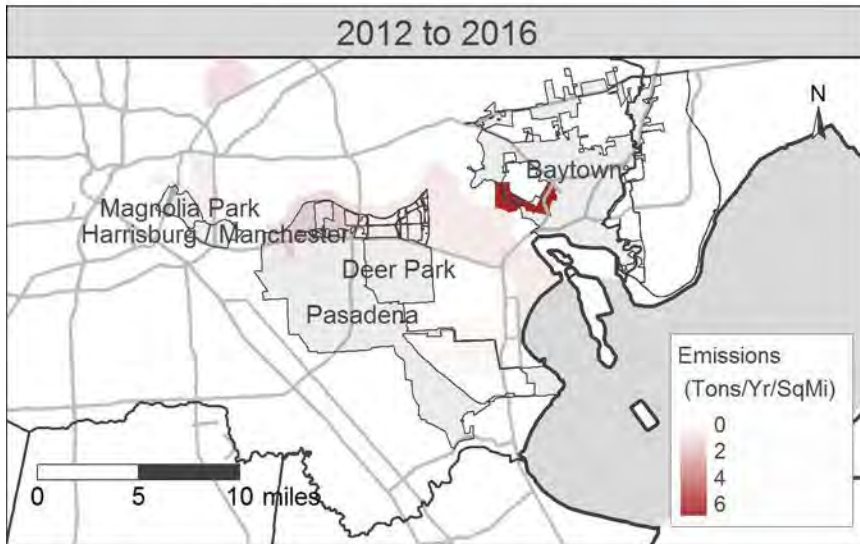 2012 to 2016
N
Baytown
Magnolia Park
Harrisburg Manchester
Deer Park
Pasadena
Emissions
(Tons/Yr/SqMi)
0
2
4
6
0 5 10 miles